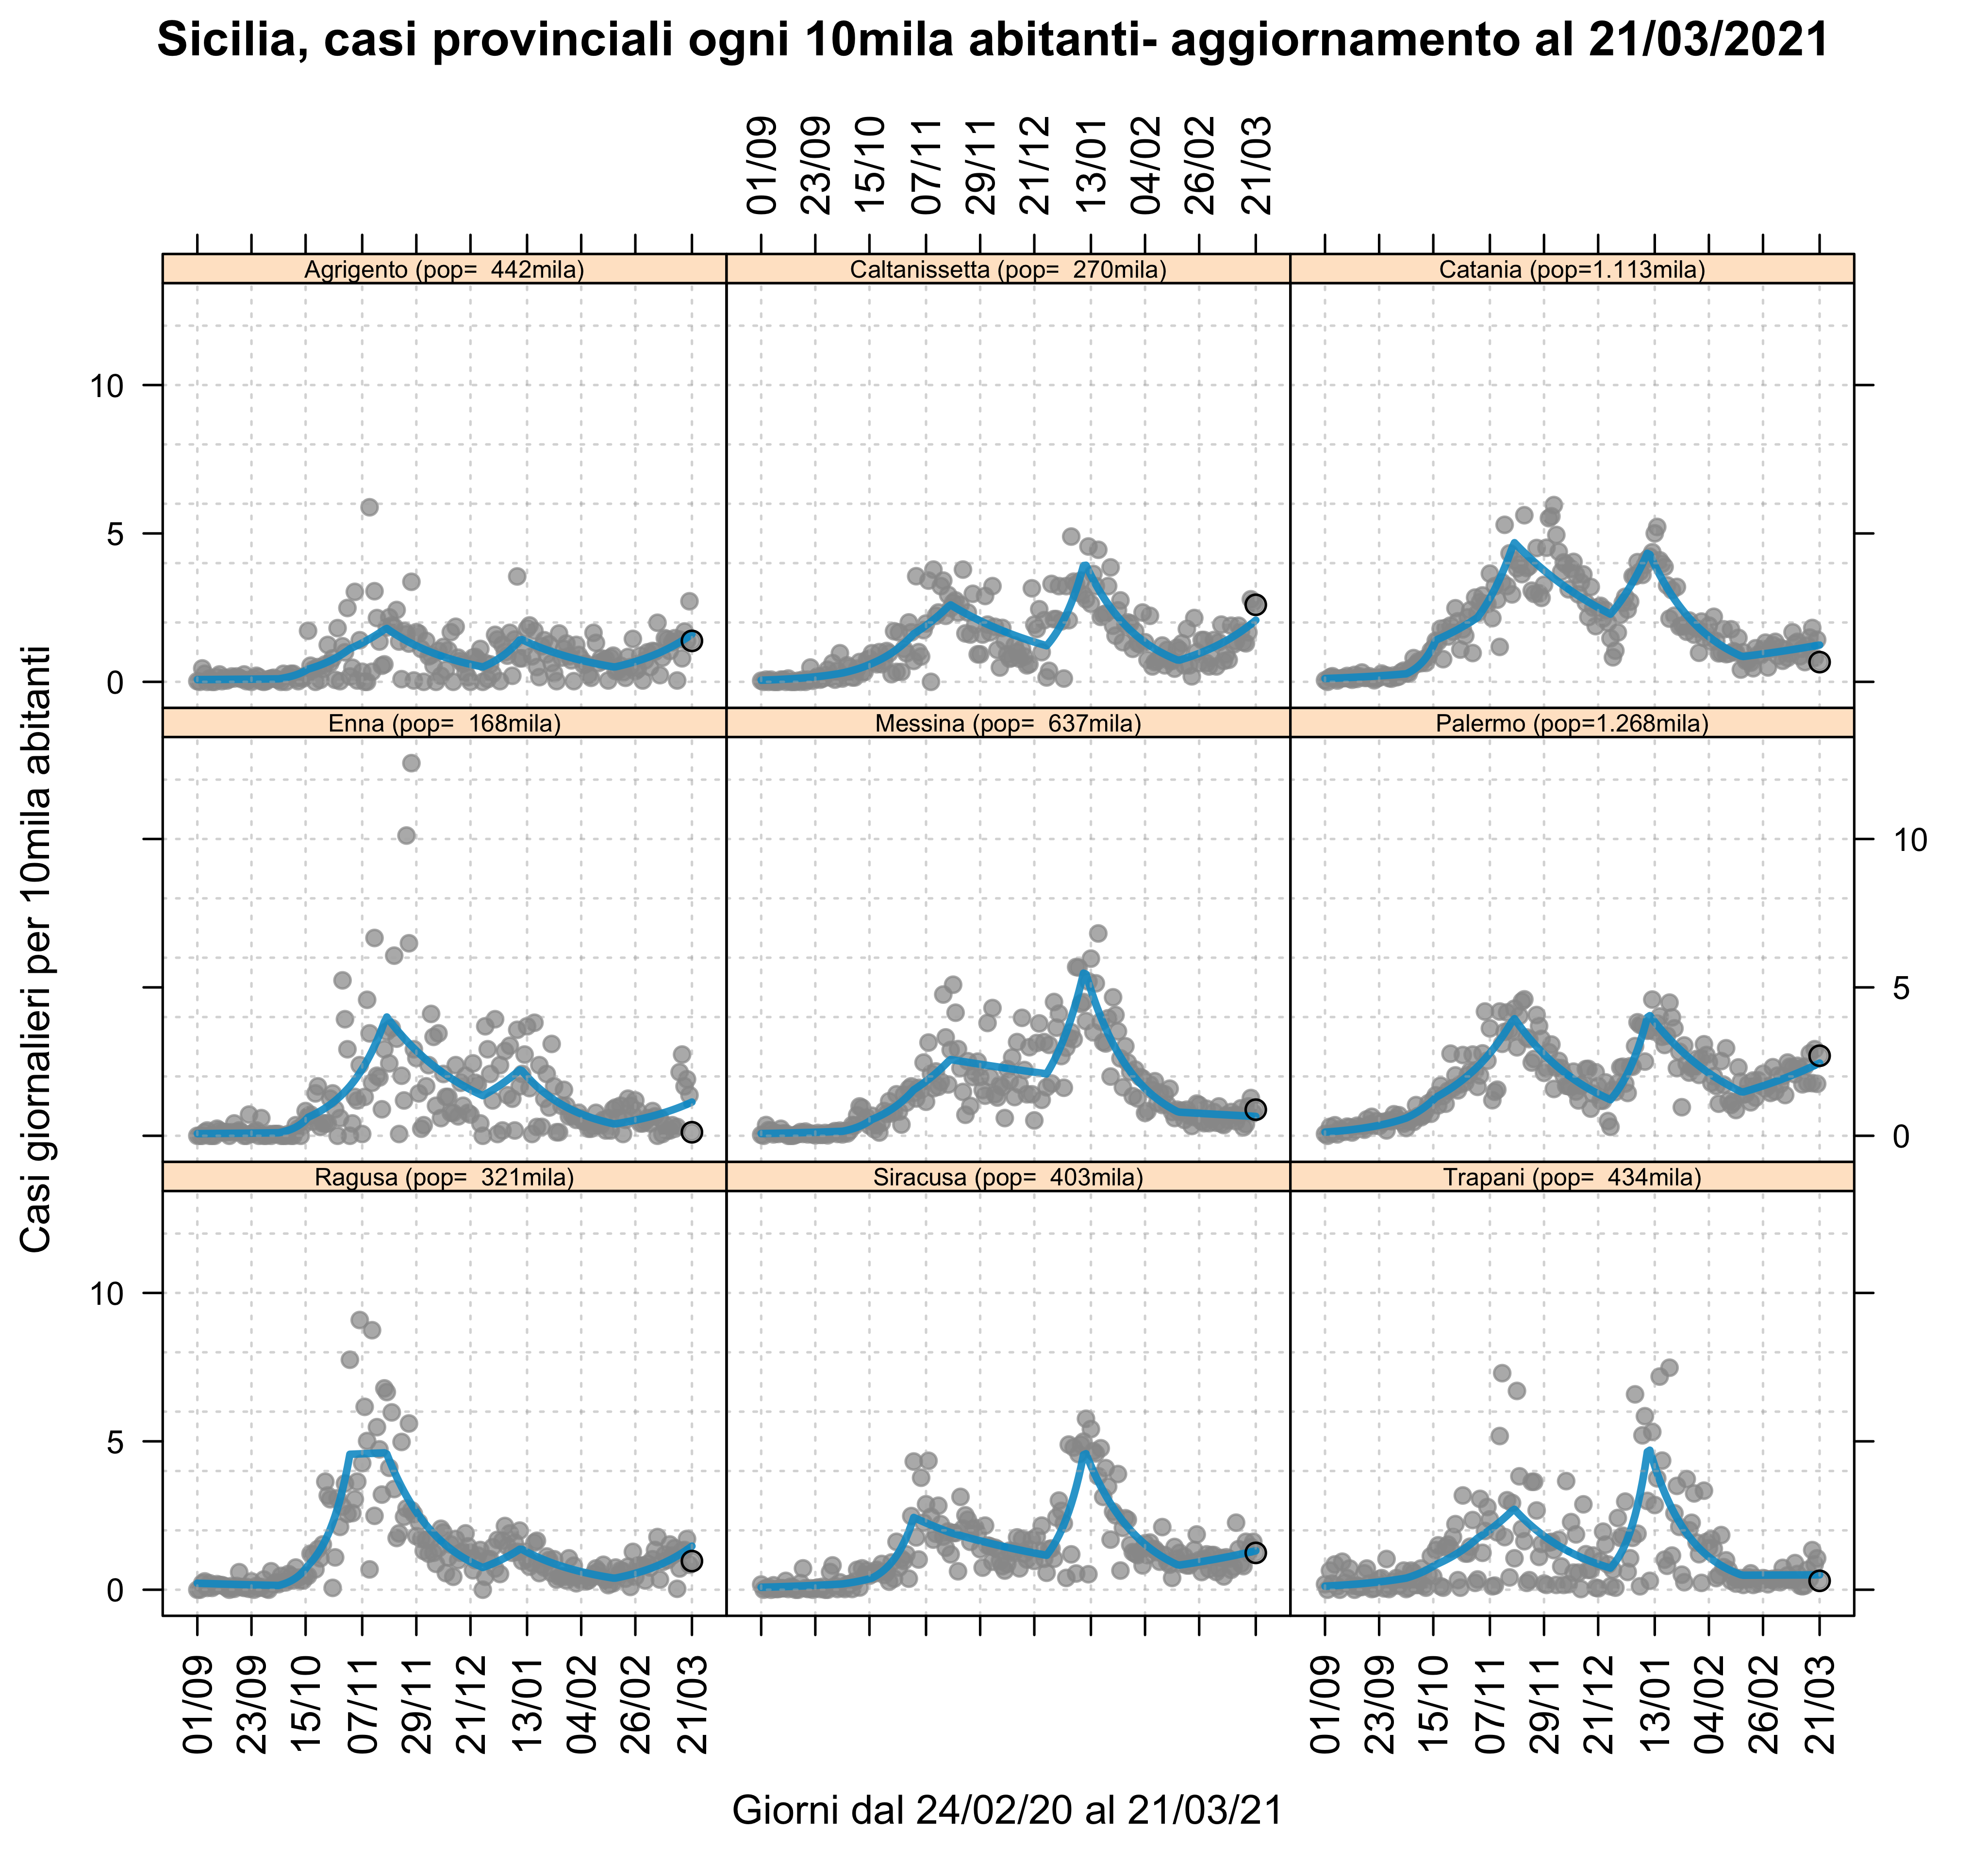 Sicilia, casi provinciali ogni 10mila abitanti- aggiornamento al 21/03/2021
01/09 23/09 15/10 07/11 29/11 21/12 13/01 04/02 26/02 21/03
Agrigento (pop=  442mila)
Caltanissetta (pop=  270mila)
Catania (pop=1.113mila)
10
5
0
Enna (pop=  168mila)
Messina (pop=  637mila)
Palermo (pop=1.268mila)
10
5
0
Ragusa (pop=  321mila)
Siracusa (pop=  403mila)
Trapani (pop=  434mila)
10
5
0
Casi giornalieri per 10mila abitanti
01/09 23/09 15/10 07/11 29/11 21/12 13/01 04/02 26/02 21/03
01/09 23/09 15/10 07/11 29/11 21/12 13/01 04/02 26/02 21/03
Giorni dal 24/02/20 al 21/03/21